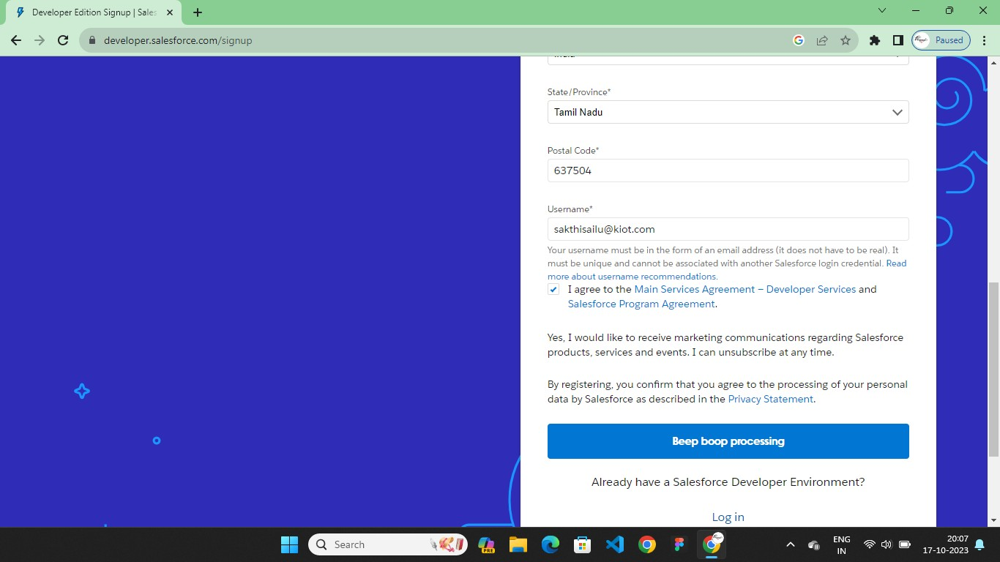 Developer Edition Signup | Sales
developer.salesforce.com/signup
Paused
India
State/Province*
Tamil Nadu
Postal Code*
637504
Username*
sakthisailu@kiot.com
Your username must be in the form of an email address (it does not have to be real). It
must be unique and cannot be associated with another Salesforce login credential. Read
more about username recommendations.
I agree to the Main Services Agreement – Developer Services and
Salesforce Program Agreement.
Yes, I would like to receive marketing communications regarding Salesforce
products, services and events. I can unsubscribe at any time.
By registering, you confirm that you agree to the processing of your personal
data by Salesforce as described in the Privacy Statement.
Beep boop processing
Already have a Salesforce Developer Environment?
Log in
Search
PRE
ENG
IN
20:07
17-10-2023